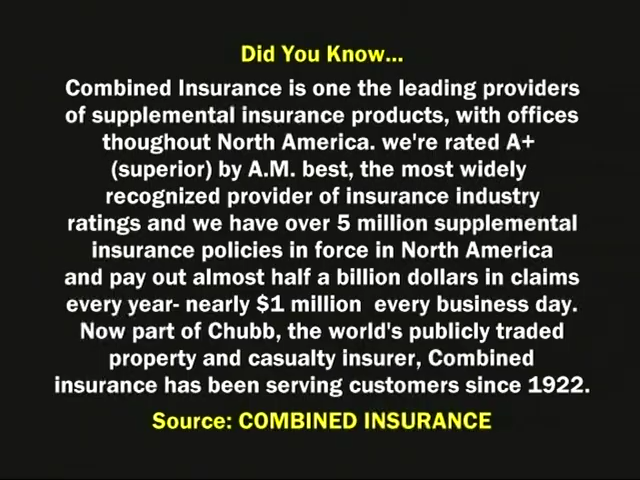 Did You Know...
Combined Insurance is one the leading providers
of supplemental insurance products, with offices
thoughout North America. we're rated A+
(superior) by A.M. best, the most widely
recognized provider of insurance industry
ratings and we have over 5 million supplemental
insurance policies in force in North America
and pay out almost half a billion dollars in claims
every year- nearly $1 million  every business day.
Now part of Chubb, the world's publicly traded
property and casualty insurer, Combined
insurance has been serving customers since 1922.
Source: COMBINED INSURANCE